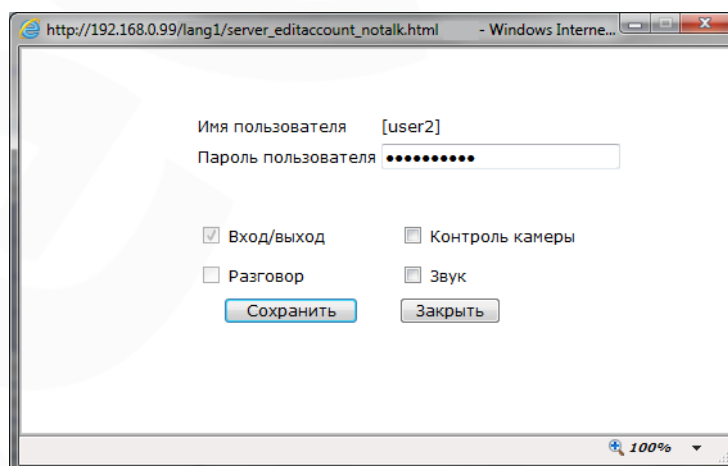 http://192.168.0.99/lang1/server_editaccount_notalk.html - Windows Interne...
Имя пользователя [user2]
Пароль пользователя ••••••••••
Вход/выход Контроль камеры
Разговор Звук
Сохранить Закрыть
100%